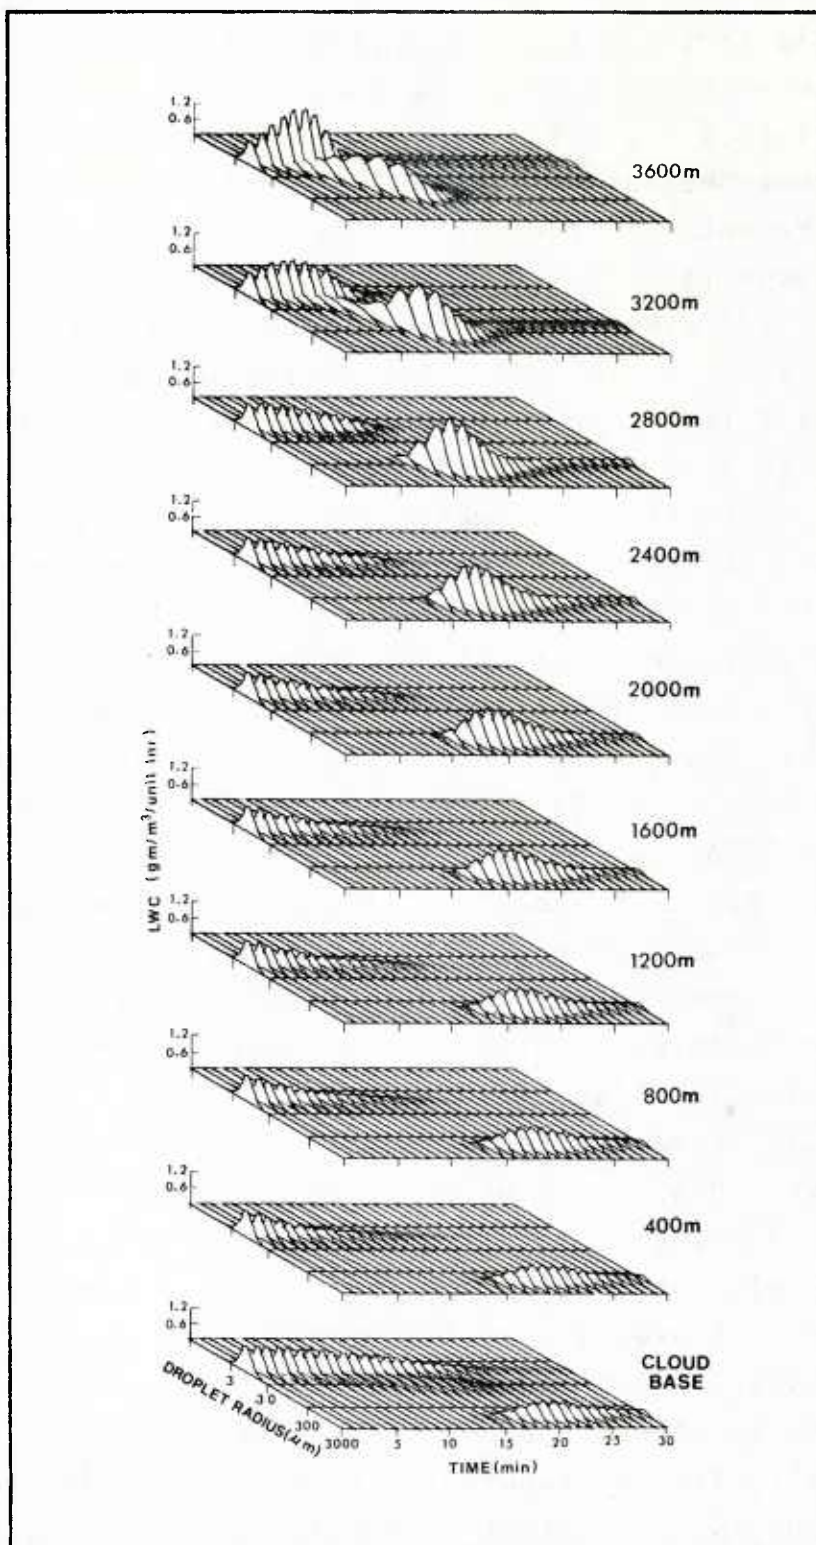 1.2
0.6
3600m
1.2
0.6
3200m
1.2
0.6
2800m
1.2
0.6
2400m
1.2
0.6
2000m
1.2
0.6
1600m
1.2
0.6
1200m
1.2
0.6
800m
1.2
0.6
400m
1.2
0.6
CLOUD
BASE
LWC (gm/m³/unit lnr)
DROPLET RADIUS(μm)
3
30
300
3000
5
10
15
20
25
30
TIME(min)